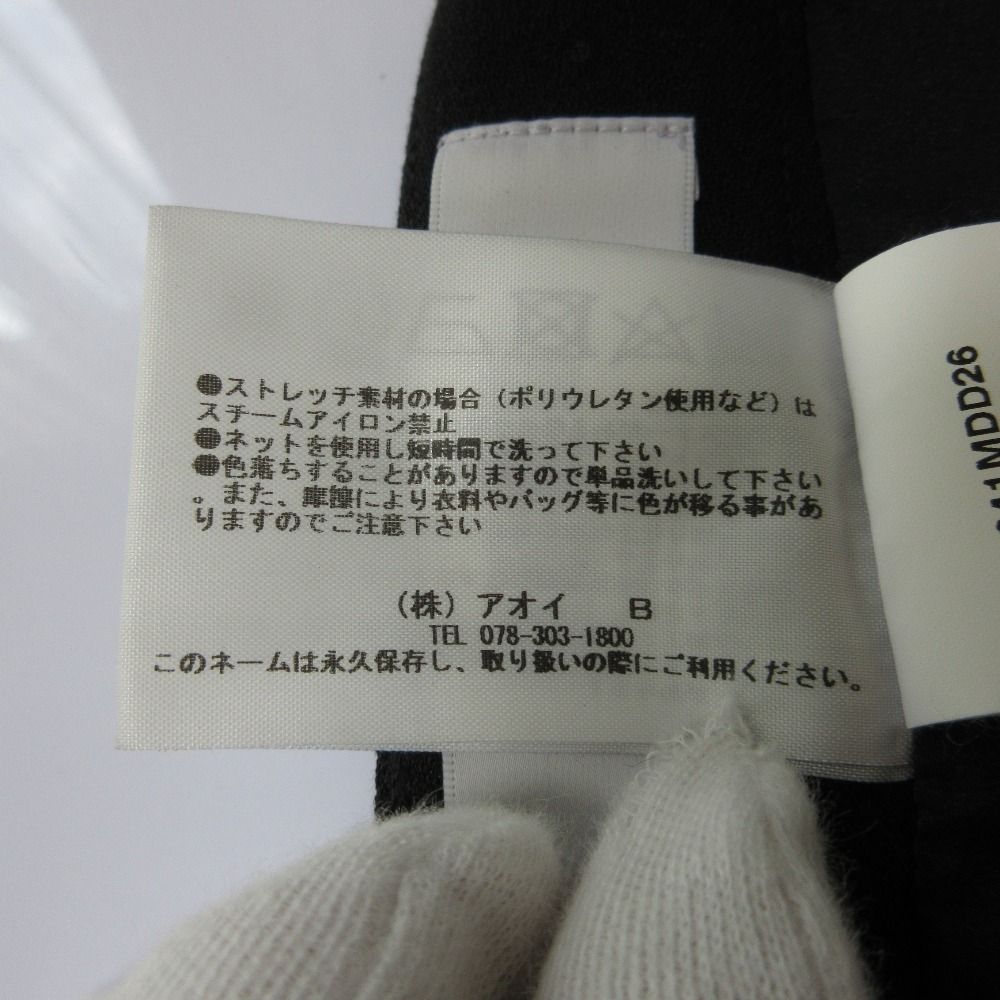 ●ストレッチ素材の場合（ポリウレタン使用など）は
スチームアイロン禁止
●ネットを使用し短時間で洗って下さい
●色落ちすることがありますので単品洗いして下さい
。また、摩擦により衣料やバッグ等に色が移る事があ
りますのでご注意下さい
（株）アオイ B
TEL 078-303-1800
このネームは永久保存し、取り扱いの際にご利用ください。
11MDD26